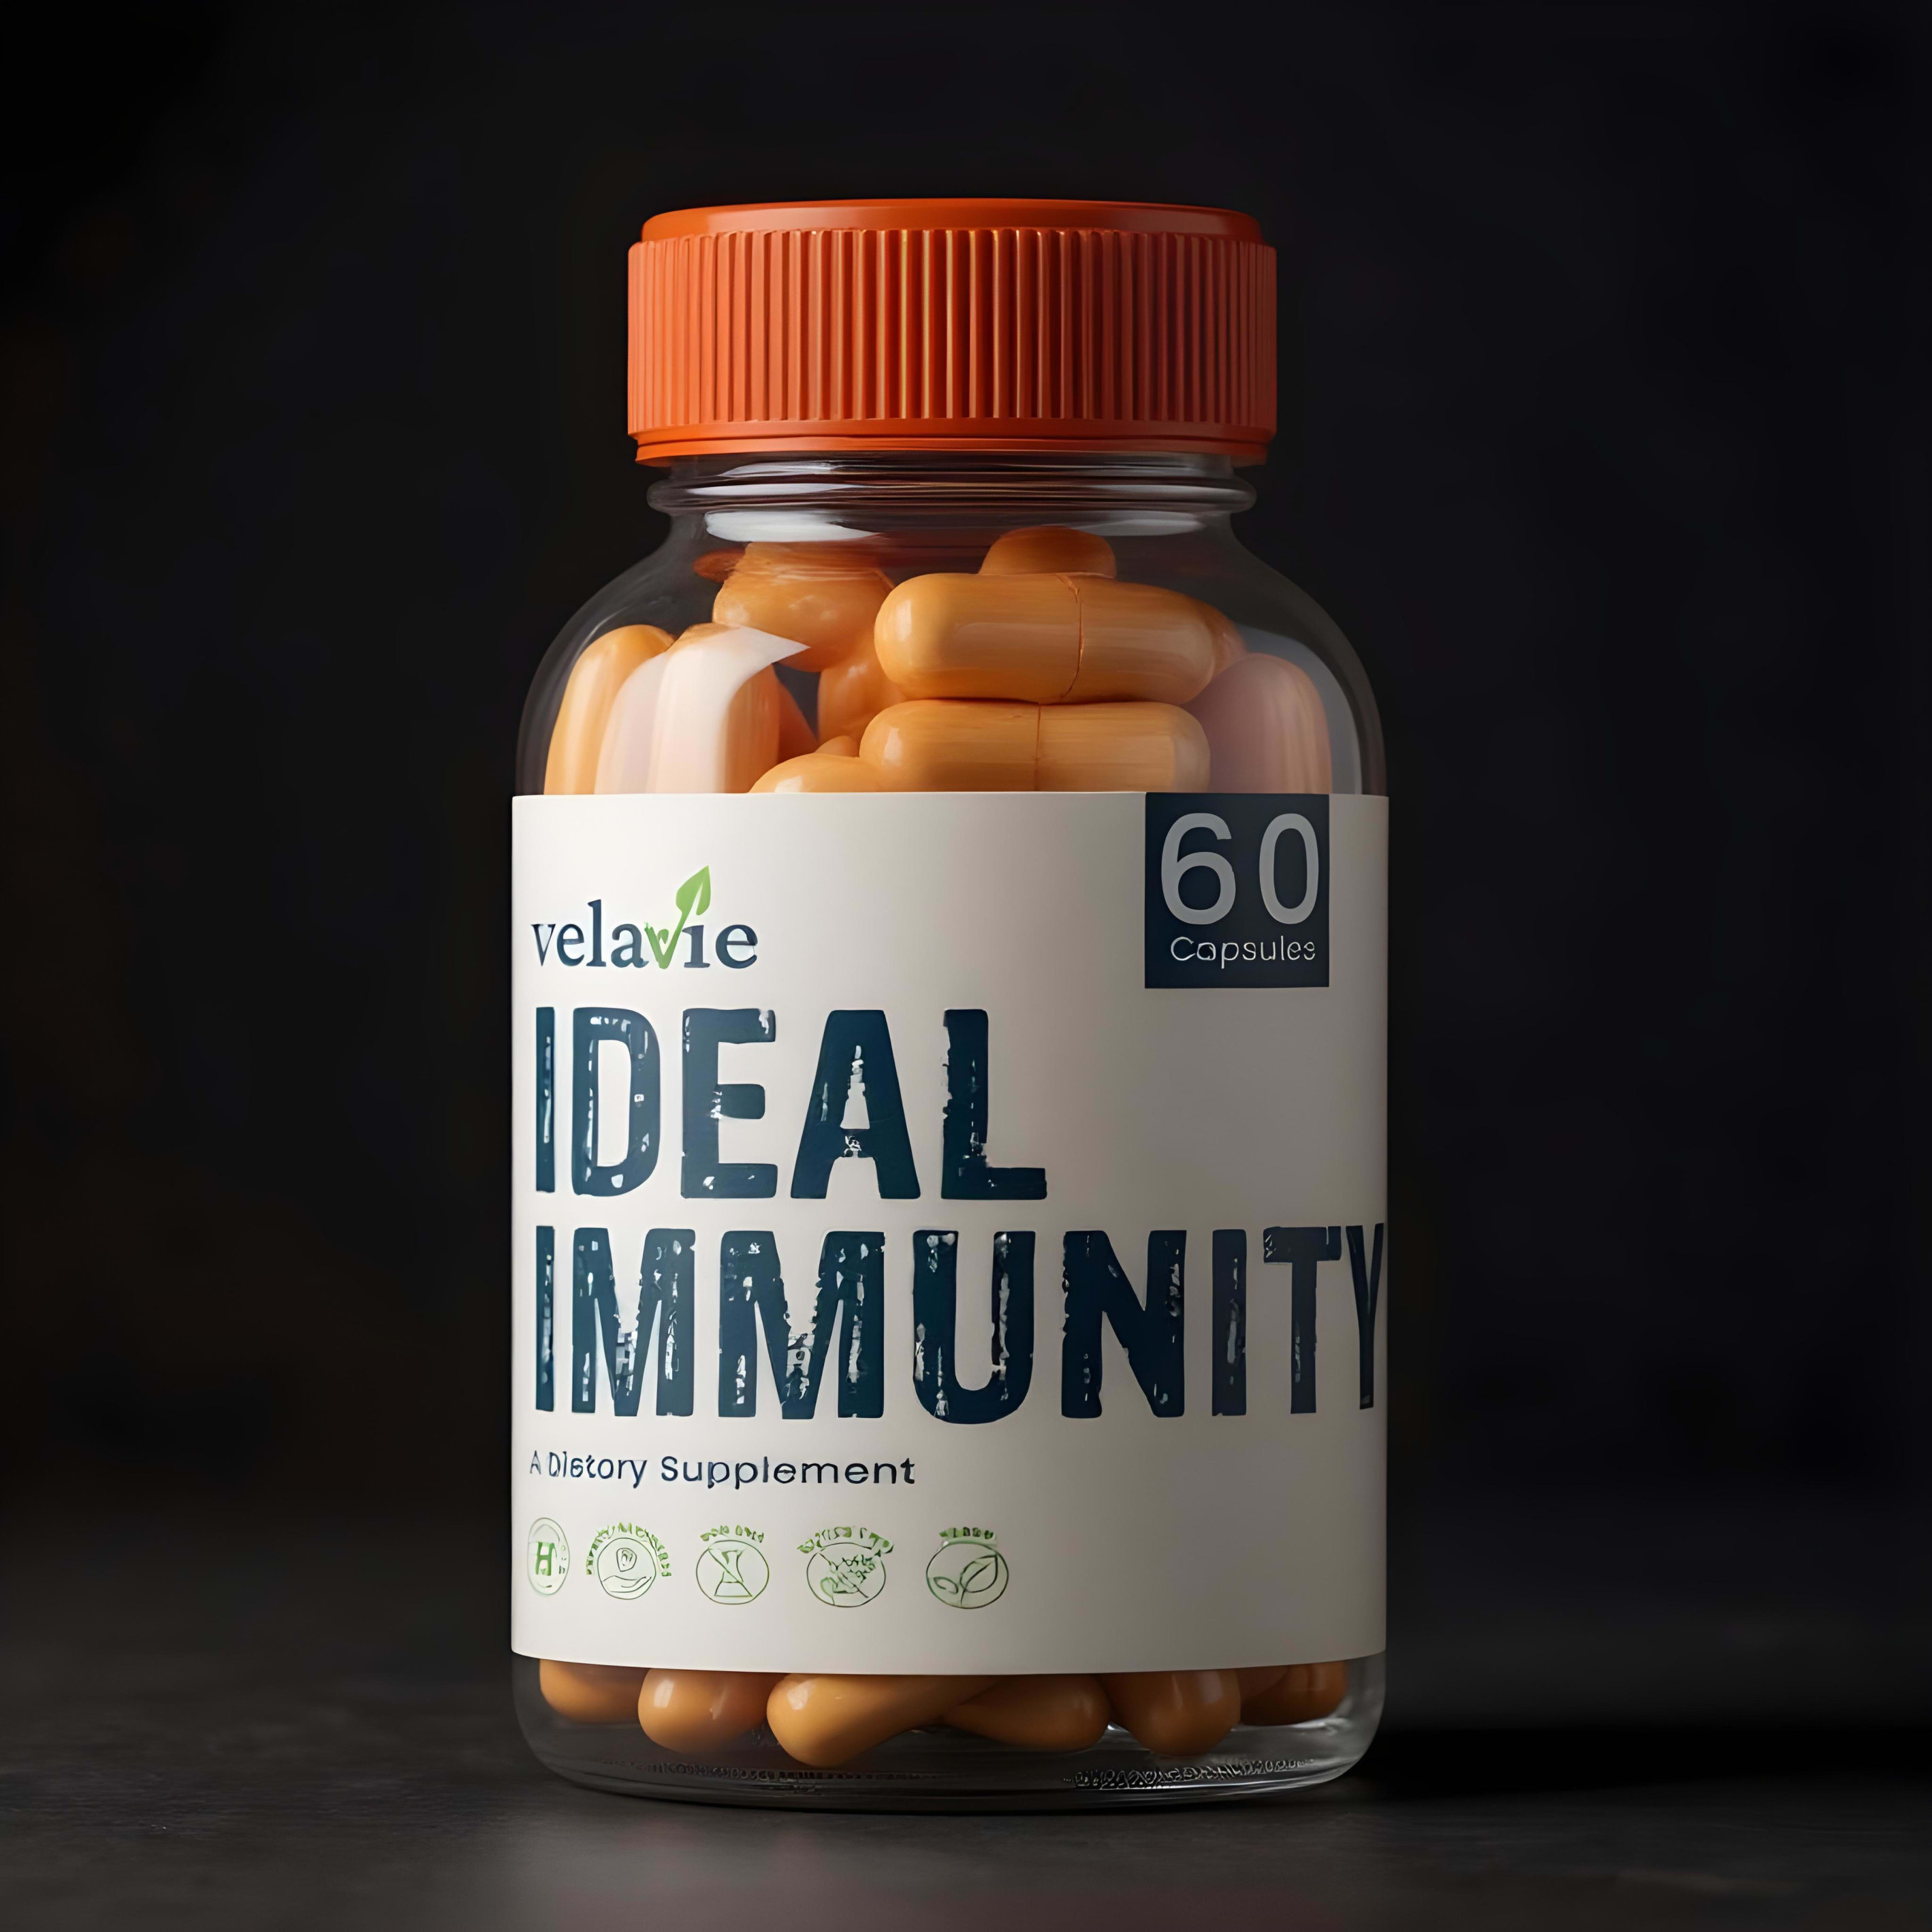 60
Capsules
velavie
IDEAL
IMMUNITY
A Dietory Supplement
H